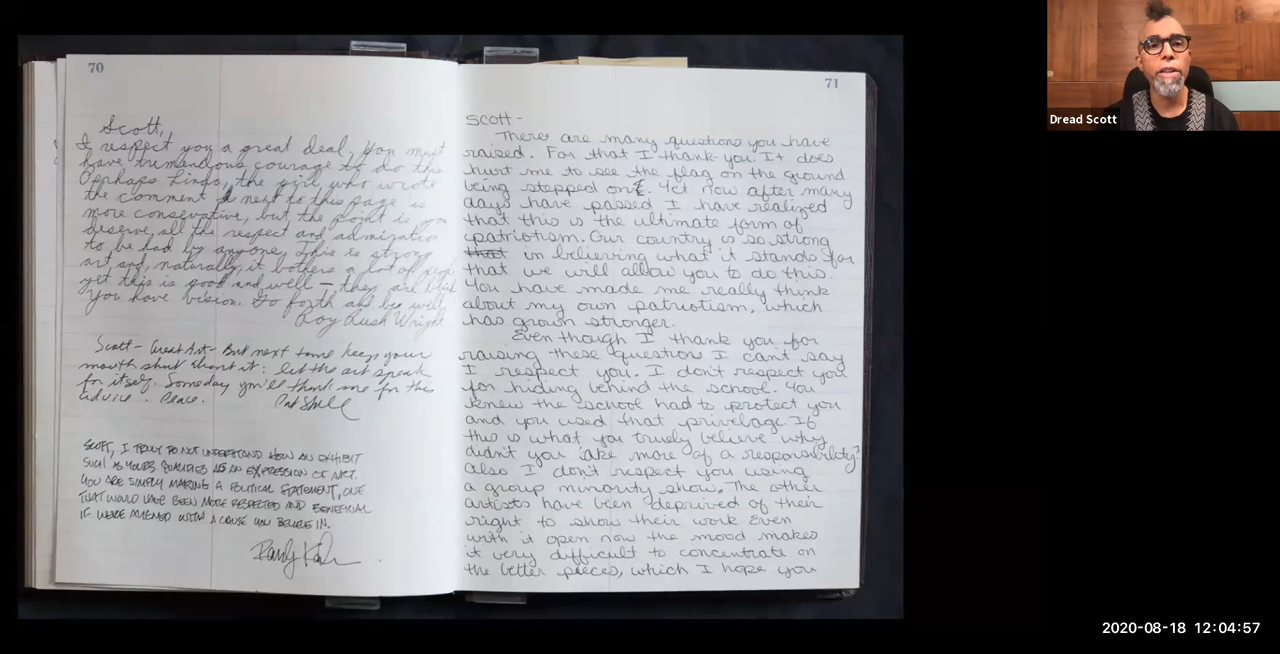 70
Scott,
I respect you a great deal, you must
have tremendous courage to do this
Perhaps Linda, the girl who wrote
the comment next to this page is
more conservative, but the point is you
deserve all the respect and admiration
to be had by anyone. This is strong
art and, naturally, it bothers a lot of
yet this is good and well — they are blind
You have vision. Go forth and be well
Roy Rush Wright
Scott - Great Art - But next time keep your
mouth shut about it: let the art speak
for itself. Someday you'll thank me for this
advice. Peace.
SCOTT, I TRULY DO NOT UNDERSTAND HOW AN EXHIBIT
SUCH AS YOURS QUALIFIES AS AN EXPRESSION OF ART.
YOU ARE SIMPLY MAKING A POLITICAL STATEMENT, ONE
THAT WOULD HAVE BEEN MORE RESPECTED AND BENEFICIAL
IF WERE ALIGNED WITH A CAUSE YOU BELIEVE IN.
Randy
71
SCOTT -
There are many questions you have
raised. For that I thank you. It does
hurt me to see the flag on the ground
being stepped on. Yet now after many
days have passed I have realized
that this is the ultimate form of
patriotism. Our country is so strong
that in believing what it stands for
that we will allow you to do this.
You have made me really think
about my own patriotism, which
has grown stronger.
Even though I thank you for
raising these question I can't say
I respect you. I don't respect you
for hiding behind the school. You
knew the school had to protect you
and you used that privelage. If
this is what you truely believe why
didn't you take more of a responsibility?
Also I don't respect you using
a group minority show. The other
artists have been deprived of their
right to show their work. Even
with it open now the mood makes
it very difficult to concentrate on
the better pieces, which I hope you
Dread Scott
2020-08-18 12:04:57